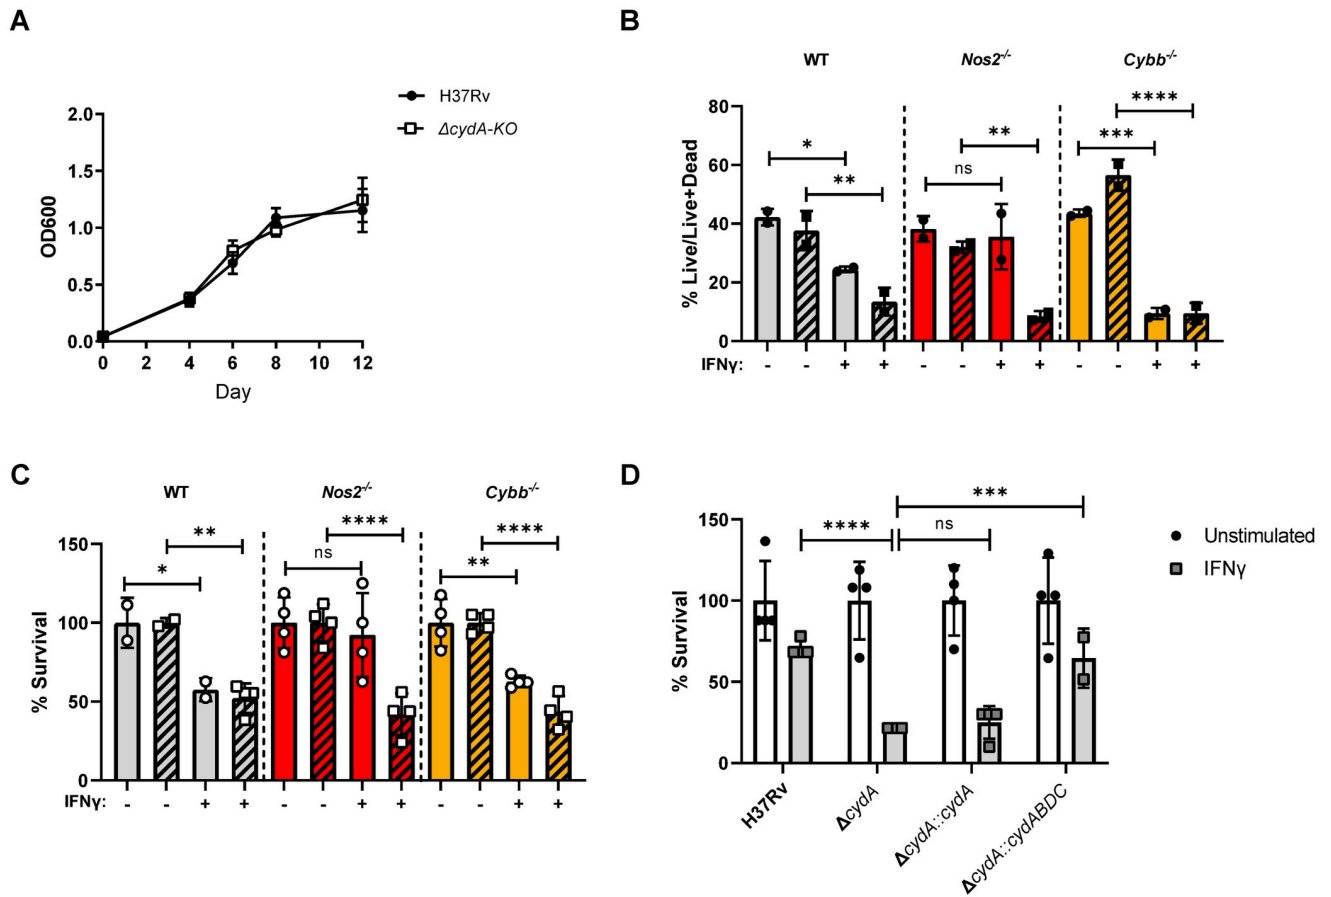 A
H37Rv
ΔcydA-KO
2.0
1.5
1.0
0.5
0.0
OD600
0 2 4 6 8 10 12
Day
B
WT Nos2-/- Cybb-/-
* ** ns ** *** ****
80
60
40
20
0
% Live/Live+Dead
IFNγ: - - + + - - + + - - + +
C
WT Nos2-/- Cybb-/-
* ** ns **** ** ****
150
100
50
0
% Survival
IFNγ: - - + + - - + + - - + +
D
***
**** ns
Unstimulated
IFNγ
150
100
50
0
% Survival
H37Rv
ΔcydA
ΔcydA::cydA
ΔcydA::cydABDC